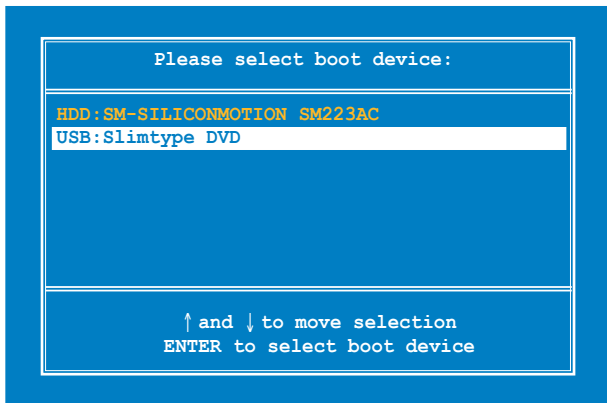 Please select boot device:
HDD:SM-SILICONMOTION SM223AC
USB:Slimtype DVD
↑ and ↓ to move selection
ENTER to select boot device